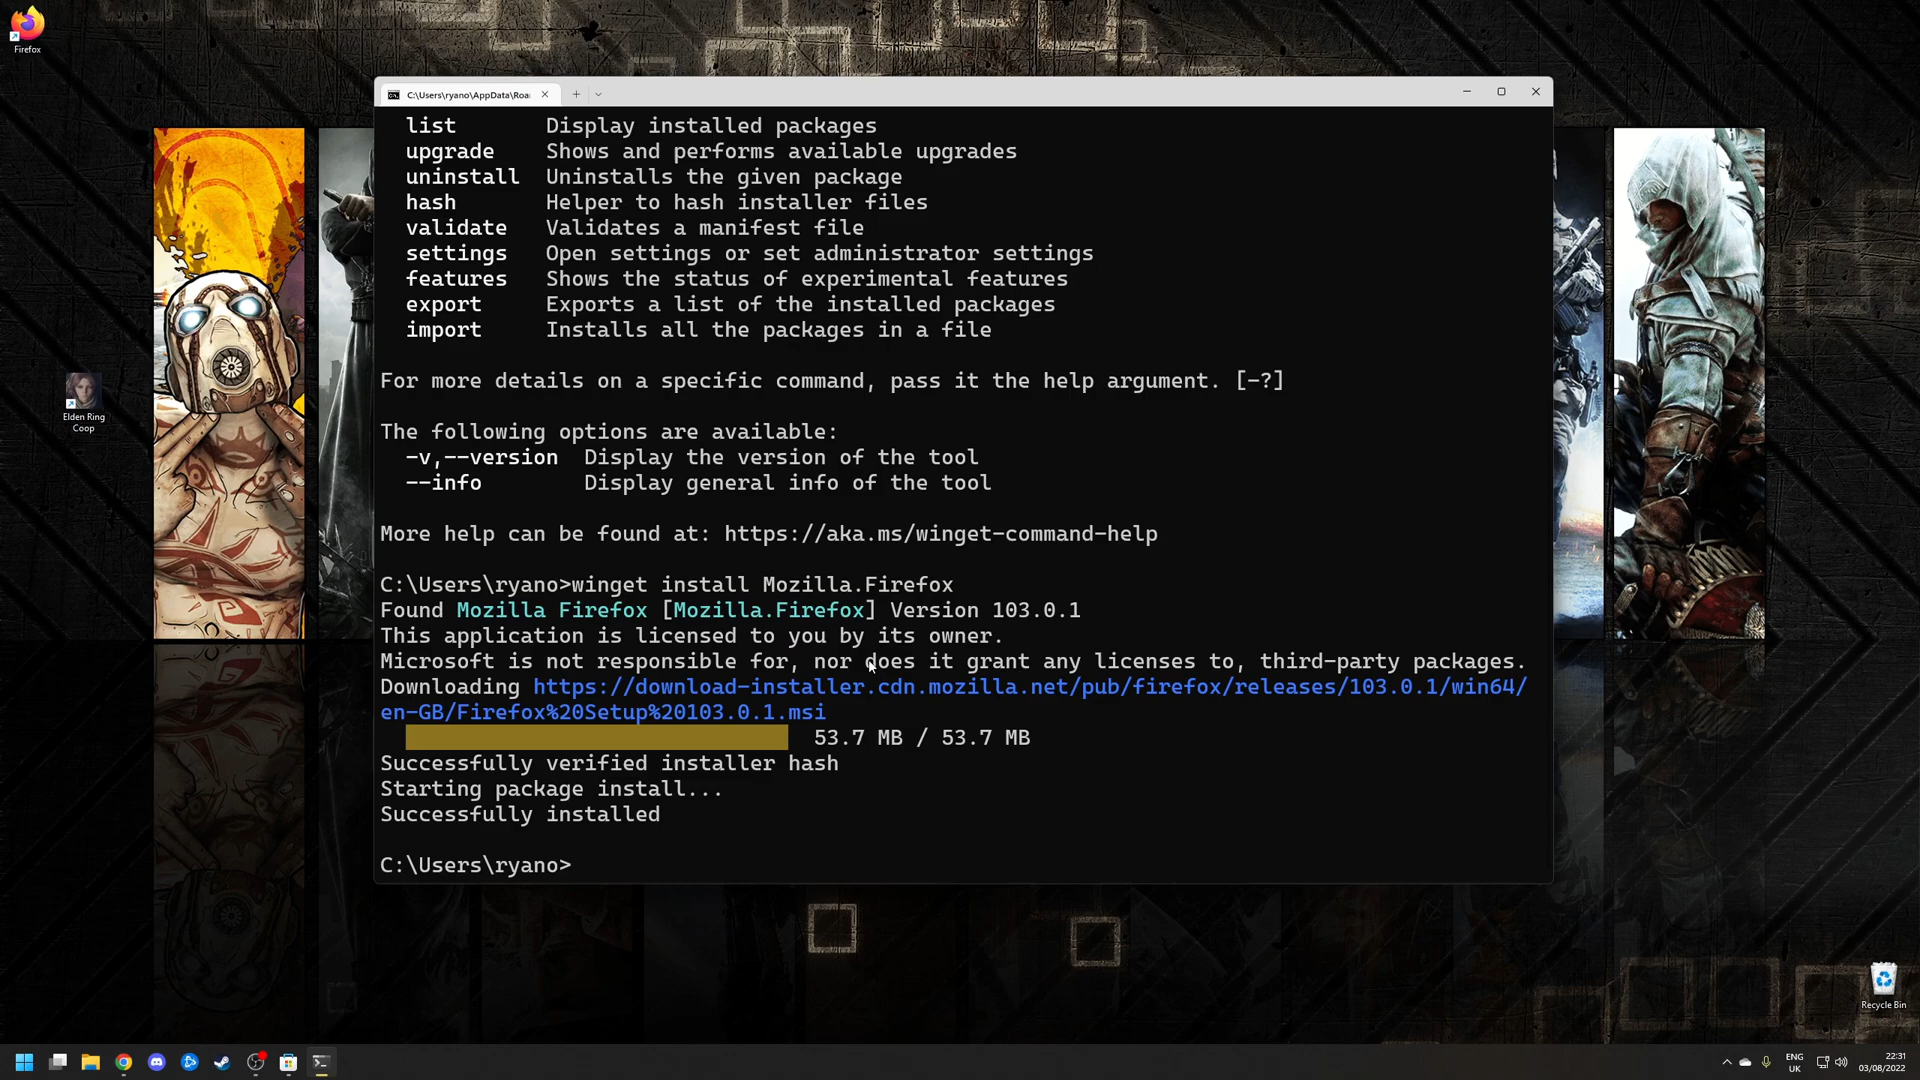 Firefox
C:\Users\ryano\AppData\Roa
list Display installed packages
upgrade Shows and performs available upgrades
uninstall Uninstalls the given package
hash Helper to hash installer files
validate Validates a manifest file
settings Open settings or set administrator settings
features Shows the status of experimental features
export Exports a list of the installed packages
import Installs all the packages in a file
For more details on a specific command, pass it the help argument. [-?]
Elden Ring
Coop
The following options are available:
-v,--version Display the version of the tool
--info Display general info of the tool
More help can be found at: https://aka.ms/winget-command-help
C:\Users\ryano>winget install Mozilla.Firefox
Found Mozilla Firefox [Mozilla.Firefox] Version 103.0.1
This application is licensed to you by its owner.
Microsoft is not responsible for, nor does it grant any licenses to, third-party packages.
Downloading https://download-installer.cdn.mozilla.net/pub/firefox/releases/103.0.1/win64/
en-GB/Firefox%20Setup%20103.0.1.msi
53.7 MB / 53.7 MB
Successfully verified installer hash
Starting package install...
Successfully installed
C:\Users\ryano>
Recycle Bin
ENG
UK
22:31
03/08/2022